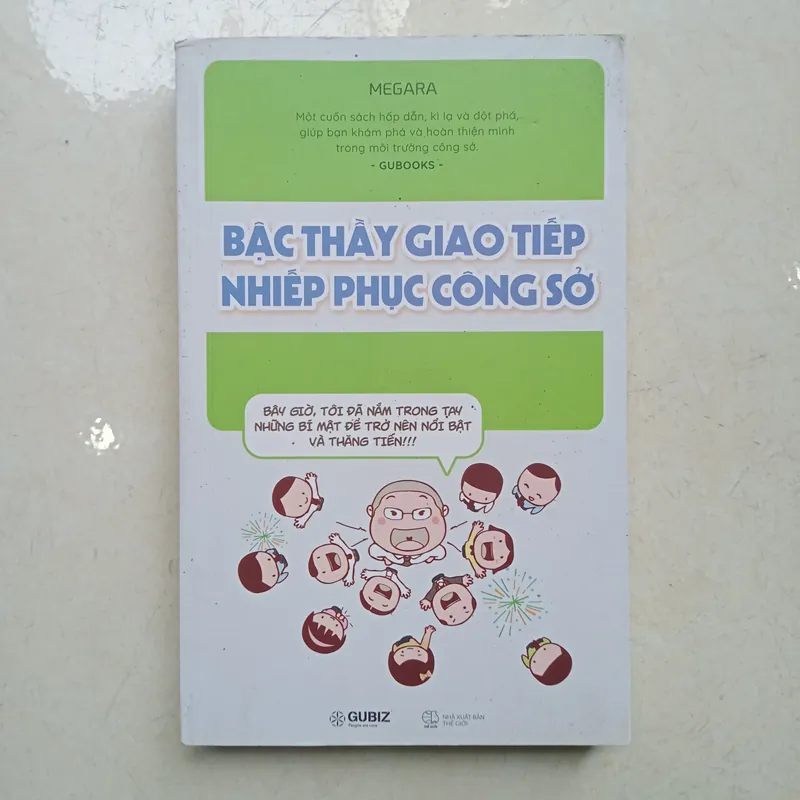 MEGARA
Một cuốn sách hấp dẫn, kì lạ và đột phá,
giúp bạn khám phá và hoàn thiện mình
trong môi trường công sở.
- GUBOOKS -
BẬC THẦY GIAO TIẾP
NHIẾP PHỤC CÔNG SỞ
BÂY GIỜ, TÔI ĐÃ NẮM TRONG TAY
NHỮNG BÍ MẬT ĐỂ TRỞ NÊN NỔI BẬT
VÀ THĂNG TIẾN!!!
GUBIZ
NHÀ XUẤT BẢN
THẾ GIỚI